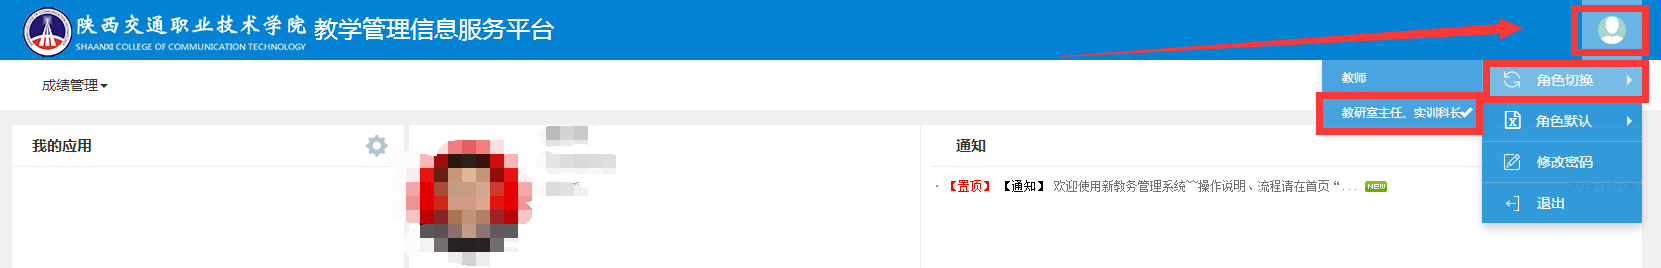 陕西交通职业技术学院
SHAANXI COLLEGE OF COMMUNICATION TECHNOLOGY
教学管理信息服务平台
成绩管理
教师
角色切换
教研室主任、实训科长
角色默认
修改密码
退出
我的应用
通知
【置顶】 【通知】 欢迎使用新教务管理系统~~操作说明、流程请在首页“... NEW